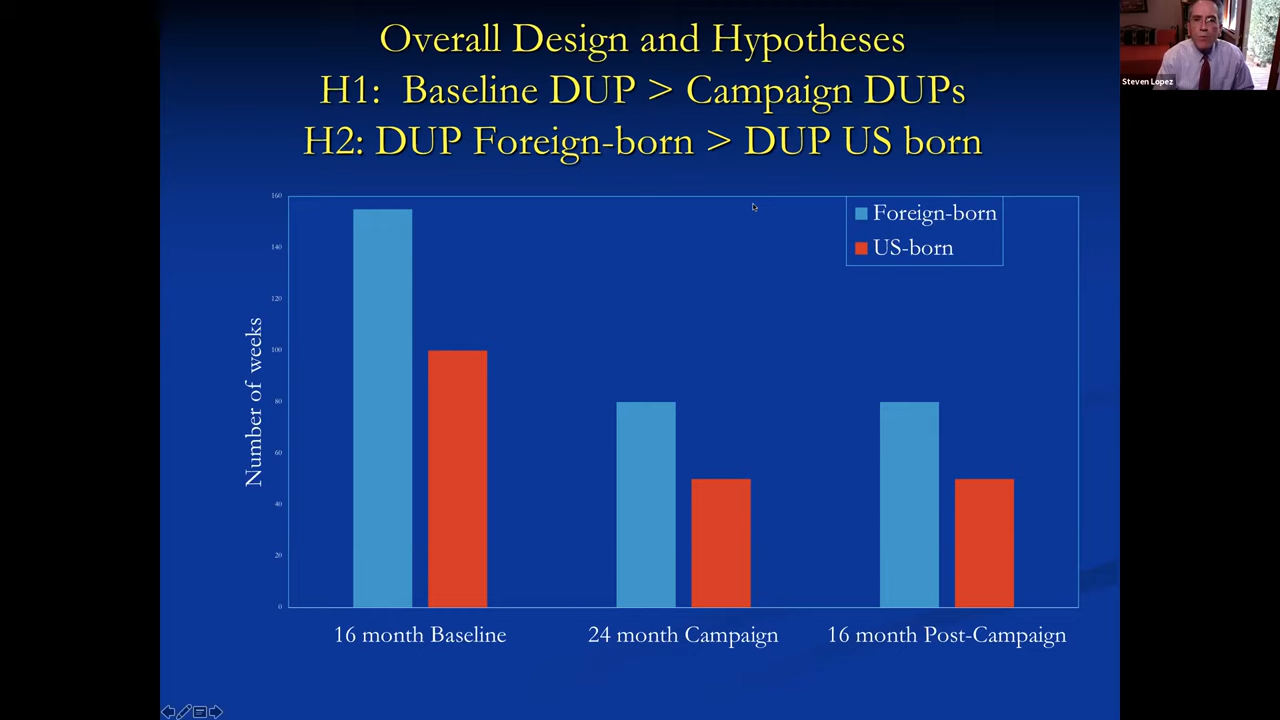 Overall Design and Hypotheses
H1: Baseline DUP > Campaign DUPs
H2: DUP Foreign-born > DUP US born
Steven Lopez
Foreign-born
US-born
Number of weeks
160
140
120
100
80
60
40
20
0
16 month Baseline
24 month Campaign
16 month Post-Campaign